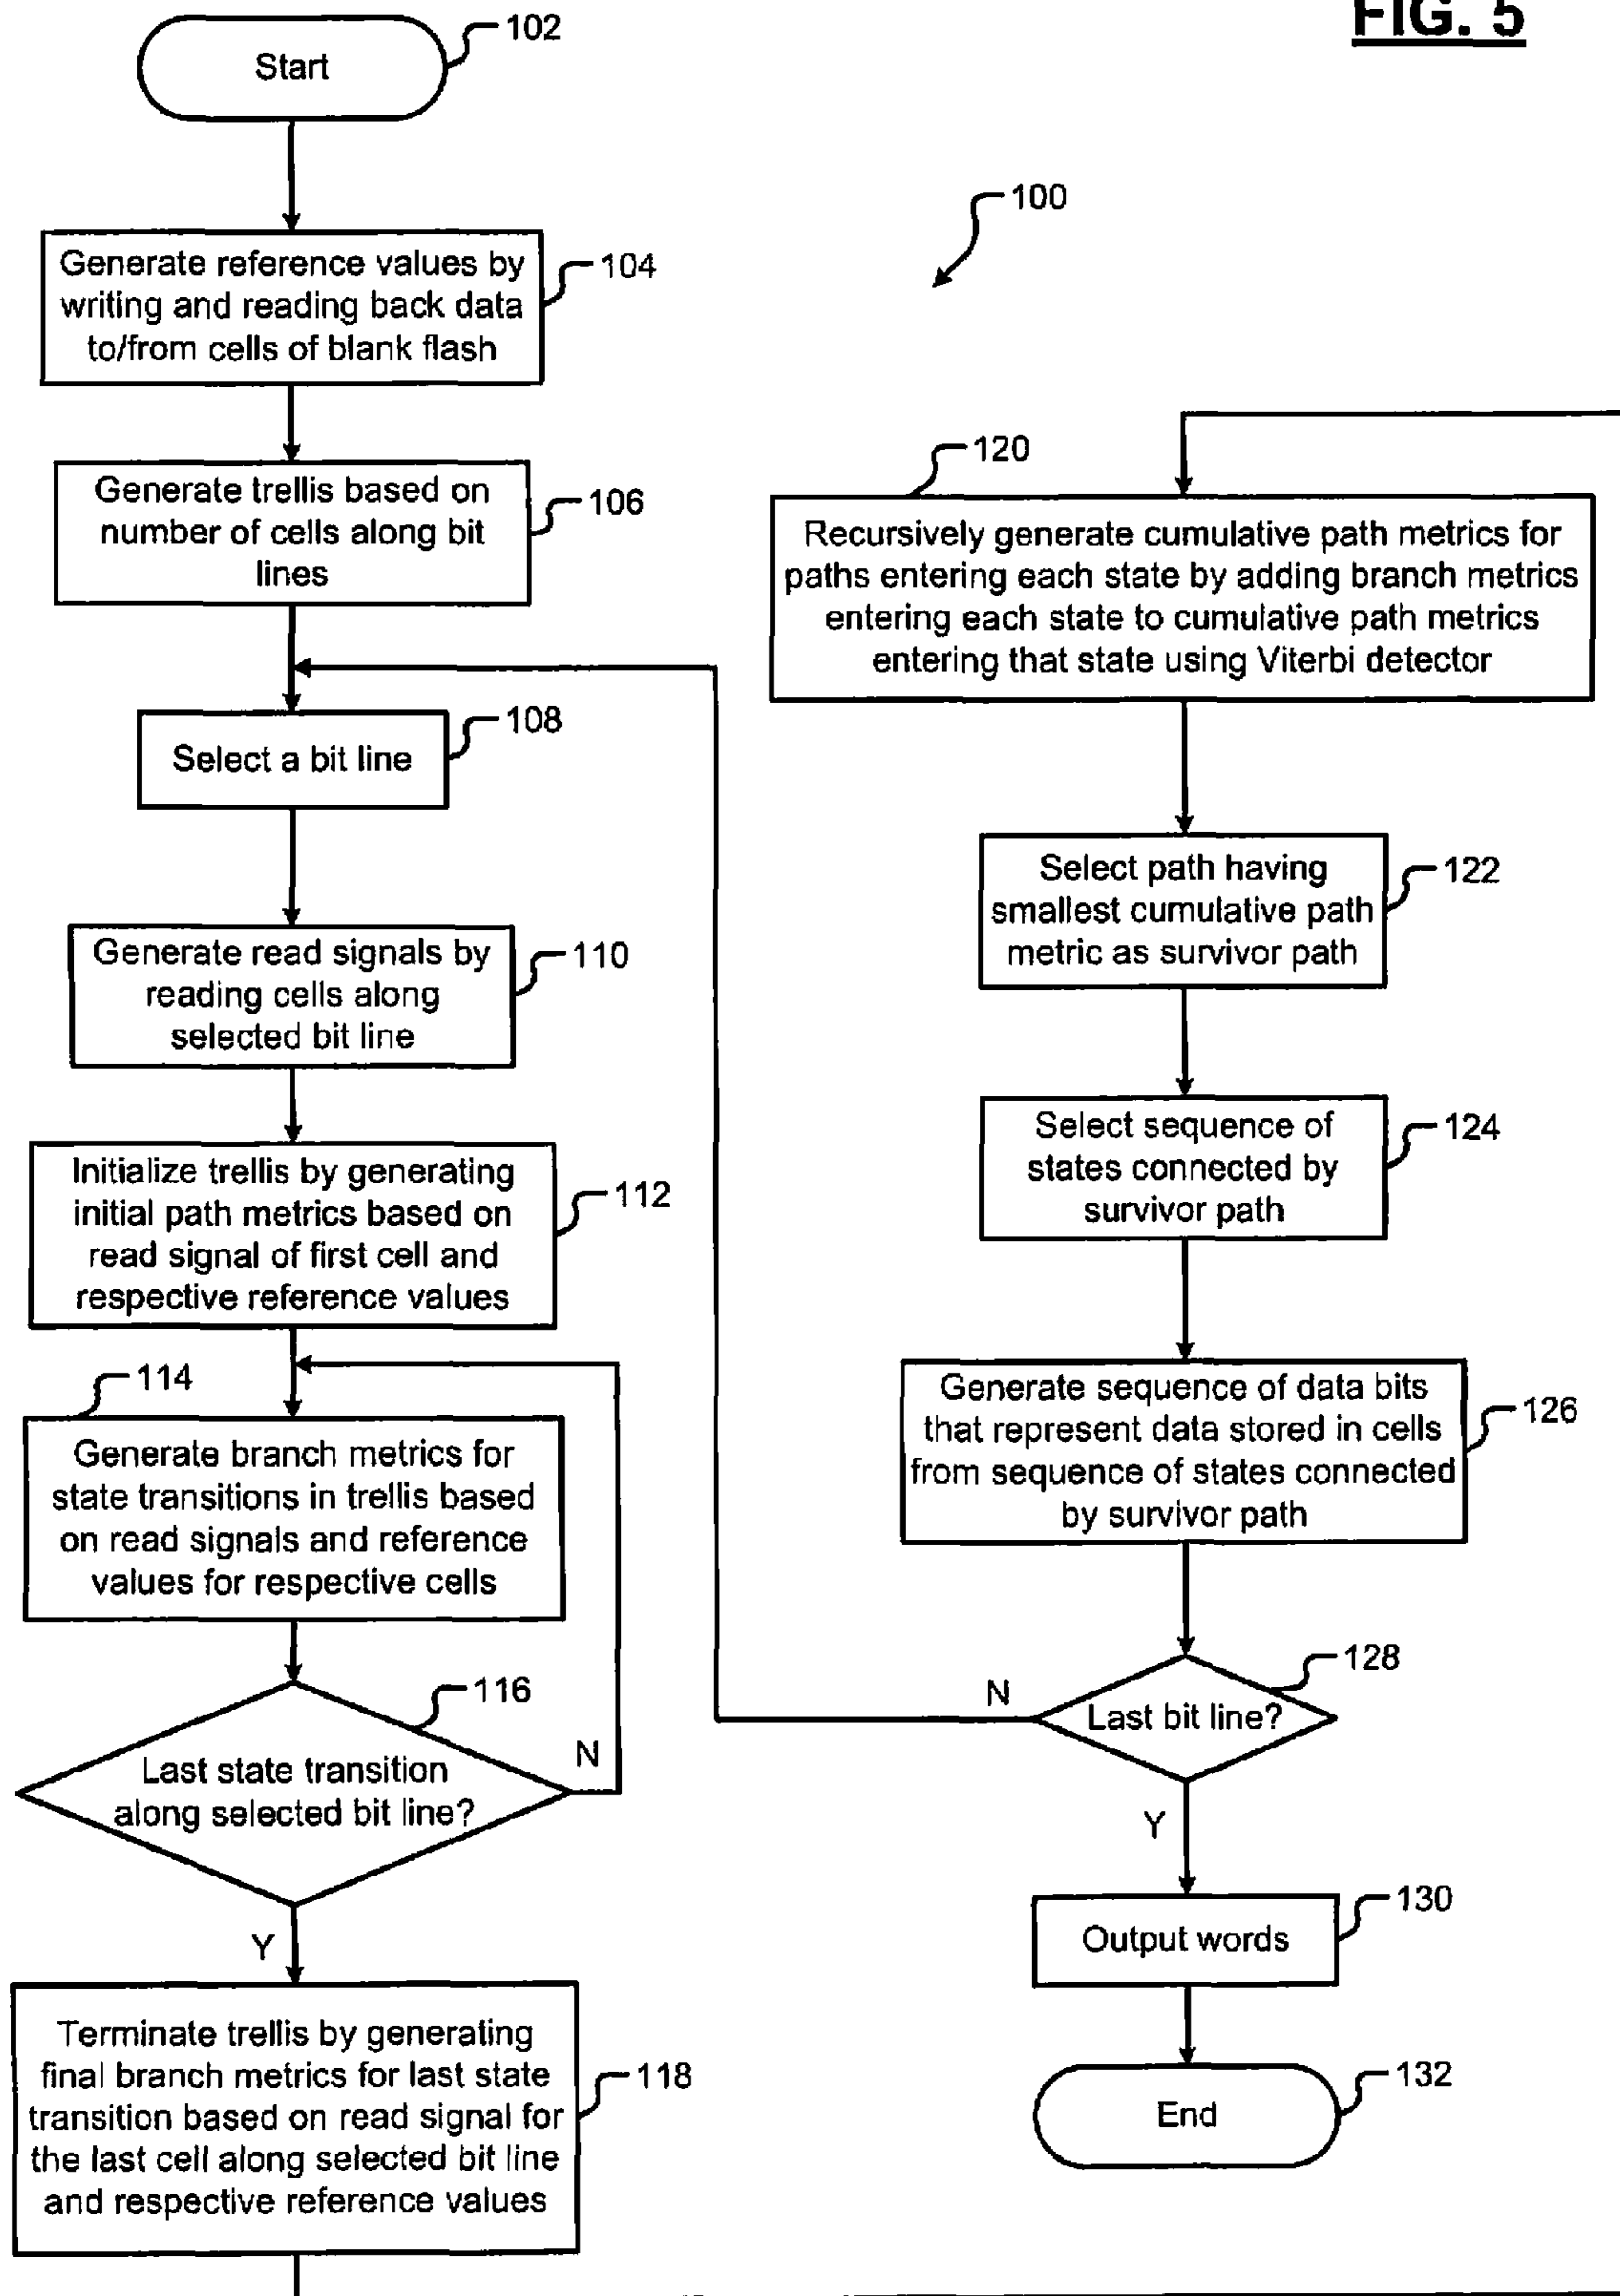 FIG. 5
102
Start
100
Generate reference values by
writing and reading back data
to/from cells of blank flash
104
Generate trellis based on
number of cells along bit
lines
106
Select a bit line
108
Generate read signals by
reading cells along
selected bit line
110
Initialize trellis by generating
initial path metrics based on
read signal of first cell and
respective reference values
112
114
Generate branch metrics for
state transitions in trellis based
on read signals and reference
values for respective cells
116
Last state transition
along selected bit line?
N
Y
Terminate trellis by generating
final branch metrics for last state
transition based on read signal for
the last cell along selected bit line
and respective reference values
118
120
Recursively generate cumulative path metrics for
paths entering each state by adding branch metrics
entering each state to cumulative path metrics
entering that state using Viterbi detector
Select path having
smallest cumulative path
metric as survivor path
122
Select sequence of
states connected by
survivor path
124
Generate sequence of data bits
that represent data stored in cells
from sequence of states connected
by survivor path
126
128
Last bit line?
N
Y
130
Output words
132
End